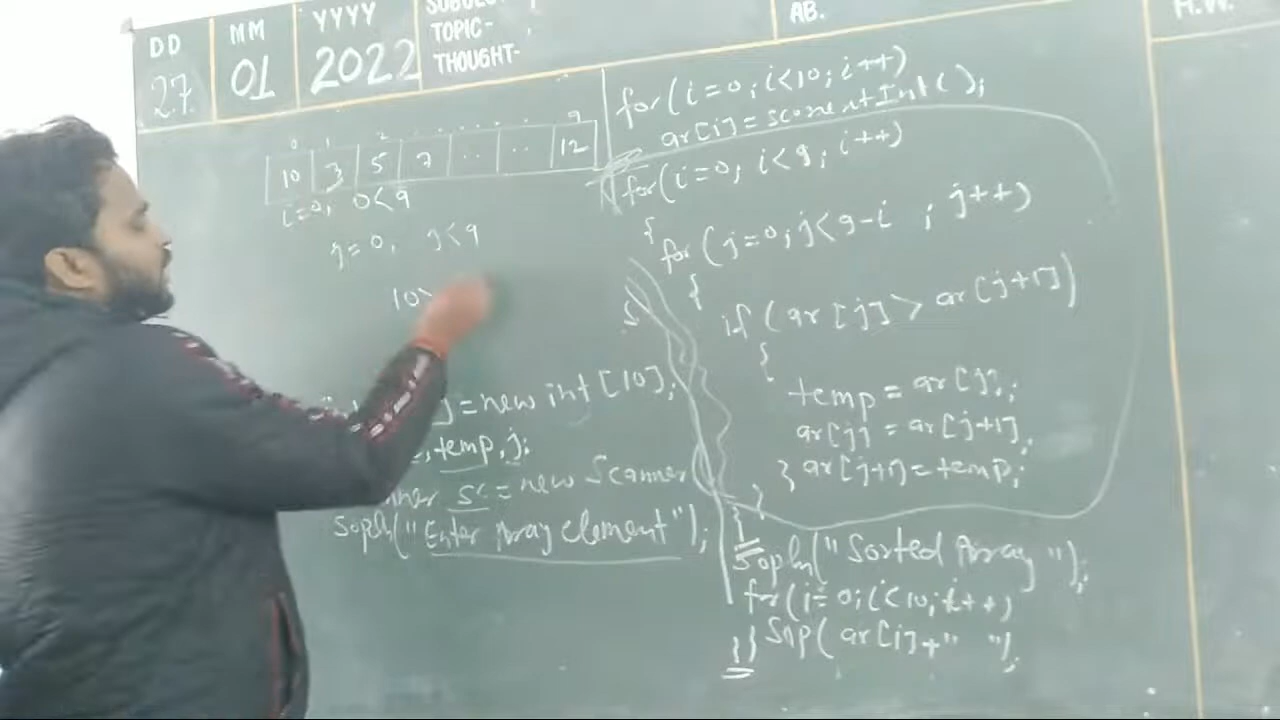 DD MM YYYY
27 01 2022
TOPIC-
THOUGHT-
AB.
0 1 2 . . . . . . 9
10 3 5 7 .. .. 12
i=0, 0<9
j=0, j<9
10>
=new int [10];
, temp, j;
sc = new Scanner
Sopln("Enter Array element");
for(i=0; i<10; i++)
for(i=0; i<9; i++)
{
for(j=0; j<9-i ; j++)
{
if (ar[j] > ar[j+1])
{
temp = ar[j];
ar[j] = ar[j+1];
} ar[j+1] = temp;
}
}
Sopln("Sorted Array");
for(i=0; i<10; i++)
Sop(ar[i]+" ");
}}